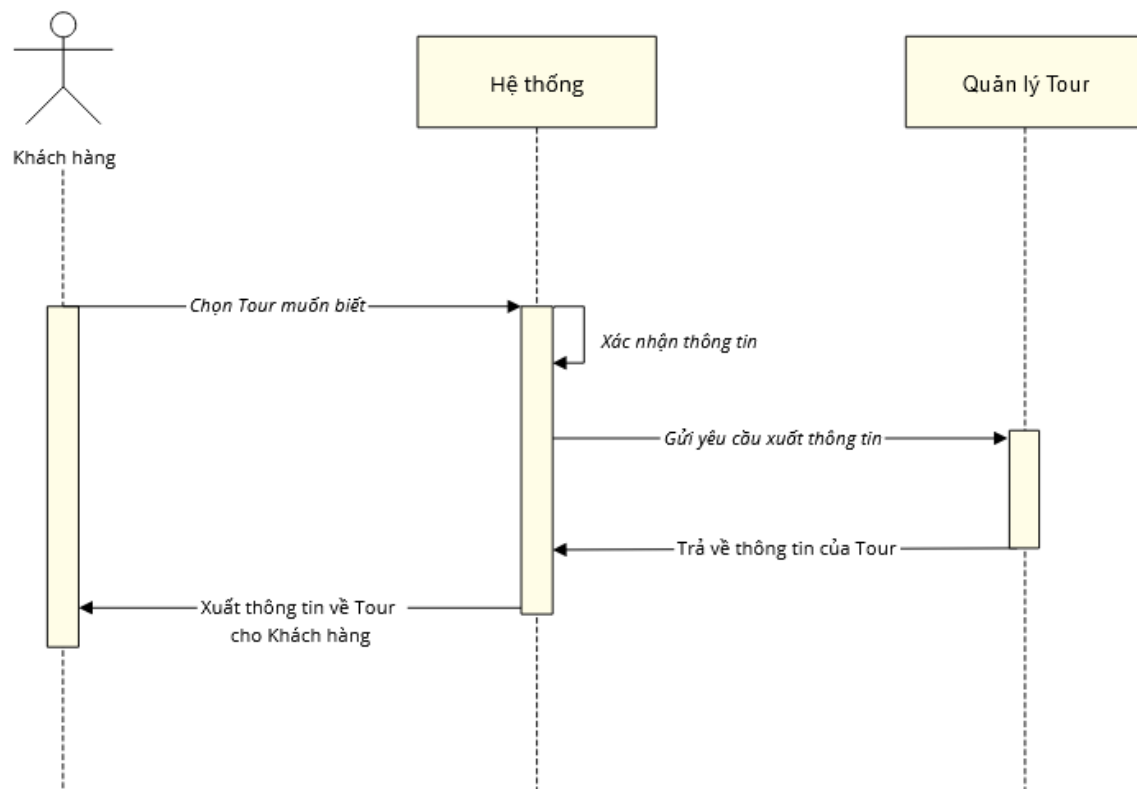 Hệ thống
Quản lý Tour
Khách hàng
Chọn Tour muốn biết
Xác nhận thông tin
Gửi yêu cầu xuất thông tin
Trả về thông tin của Tour
Xuất thông tin về Tour
cho Khách hàng